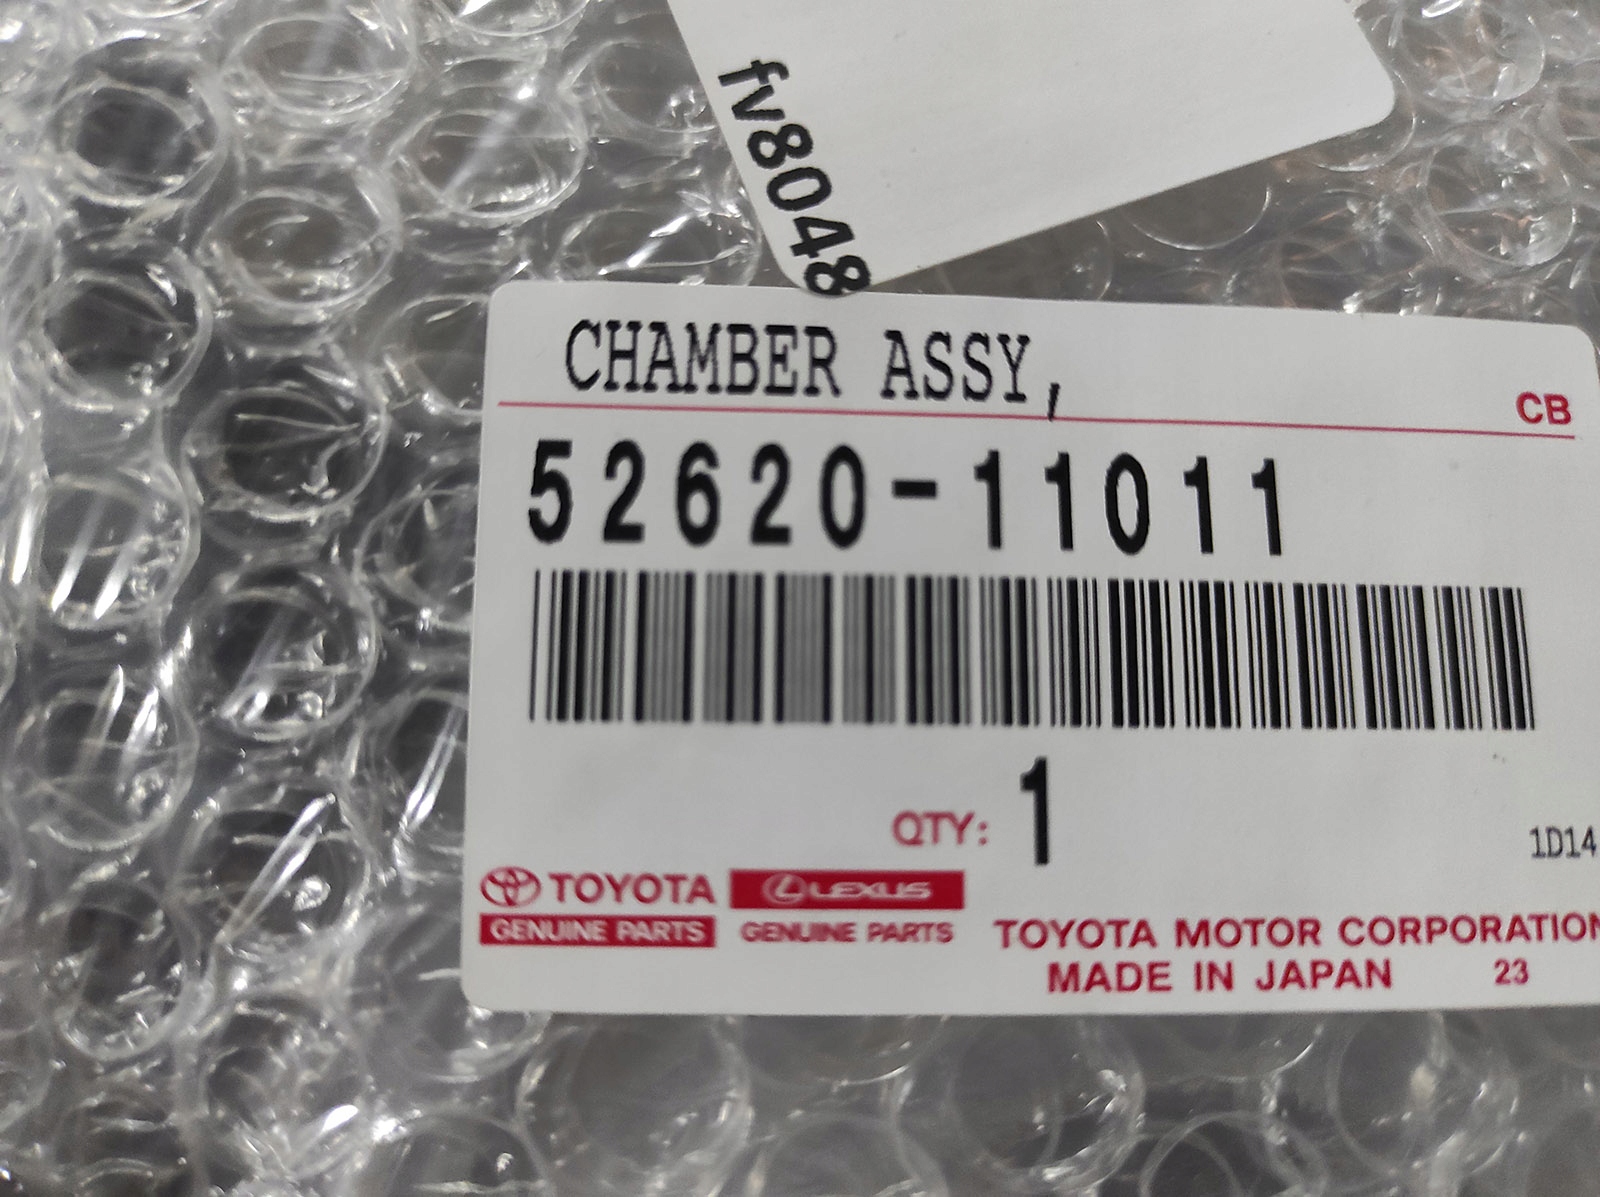 fv8048
CHAMBER ASSY,
CB
52620-11011
QTY: 1
1D14
TOYOTA
GENUINE PARTS
LEXUS
GENUINE PARTS
TOYOTA MOTOR CORPORATION
MADE IN JAPAN 23